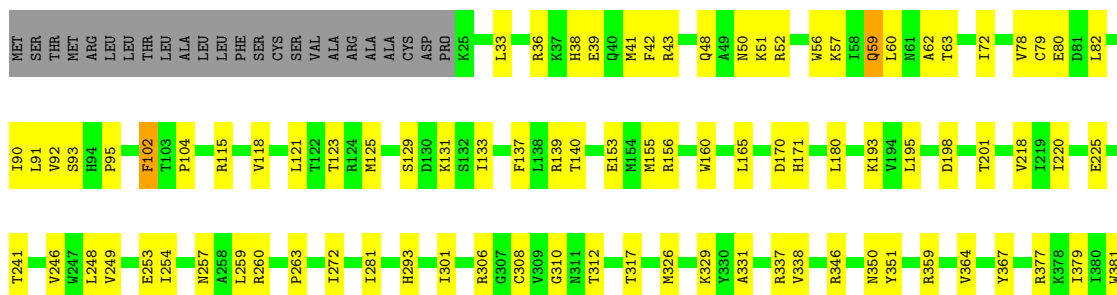 MET SER THR MET ARG LEU LEU THR LEU ALA LEU LEU PHE SER CYS SER VAL ALA ARG ALA ALA CYS ASP PRO K25 L33 R36 K37 H38 E39 Q40 M41 F42 R43 Q48 A49 N50 K51 R52 W56 K57 I58 Q59 L60 N61 A62 T63 I72 V78 C79 E80 D81 L82
I90 L91 V92 S93 H94 P95 F102 T103 P104 R115 V118 L121 T122 T123 R124 M125 S129 D130 K131 S132 I133 F137 L138 R139 T140 E153 M154 M155 R156 W160 L165 D170 H171 L180 K193 V194 L195 D198 T201 V218 I219 I220 E225
T241 V246 W247 L248 V249 E253 I254 N257 A258 L259 R260 P263 I272 I281 H293 I301 R306 G307 C308 V309 G310 N311 T312 T317 M326 K329 Y330 A331 R337 V338 R346 N350 Y351 R359 V364 Y367 R377 K378 I379 I380